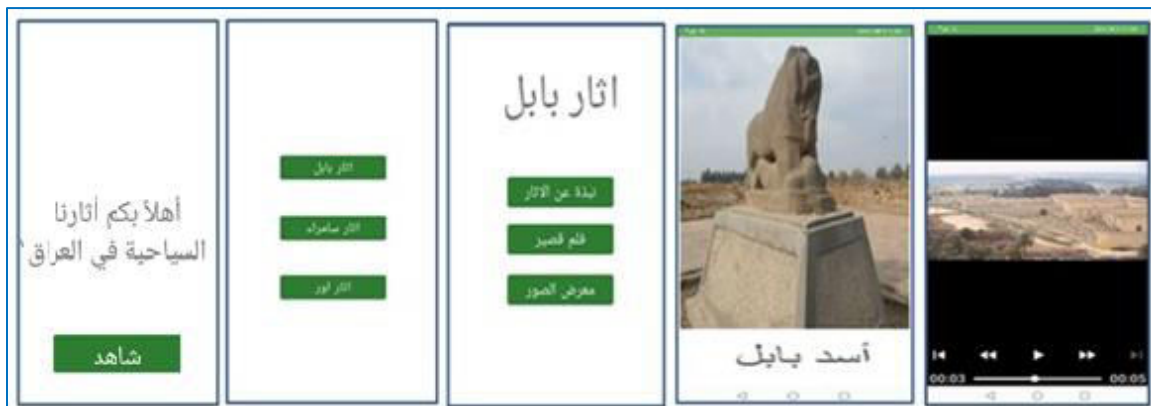 أهلاً بكم أثارنا
السياحية في العراق
شاهد
اثار بابل
اثار سامراء
اثار اور
اثار بابل
نبذة عن الاثار
فلم قصير
معرض الصور
أسد بابل
00:03
00:05